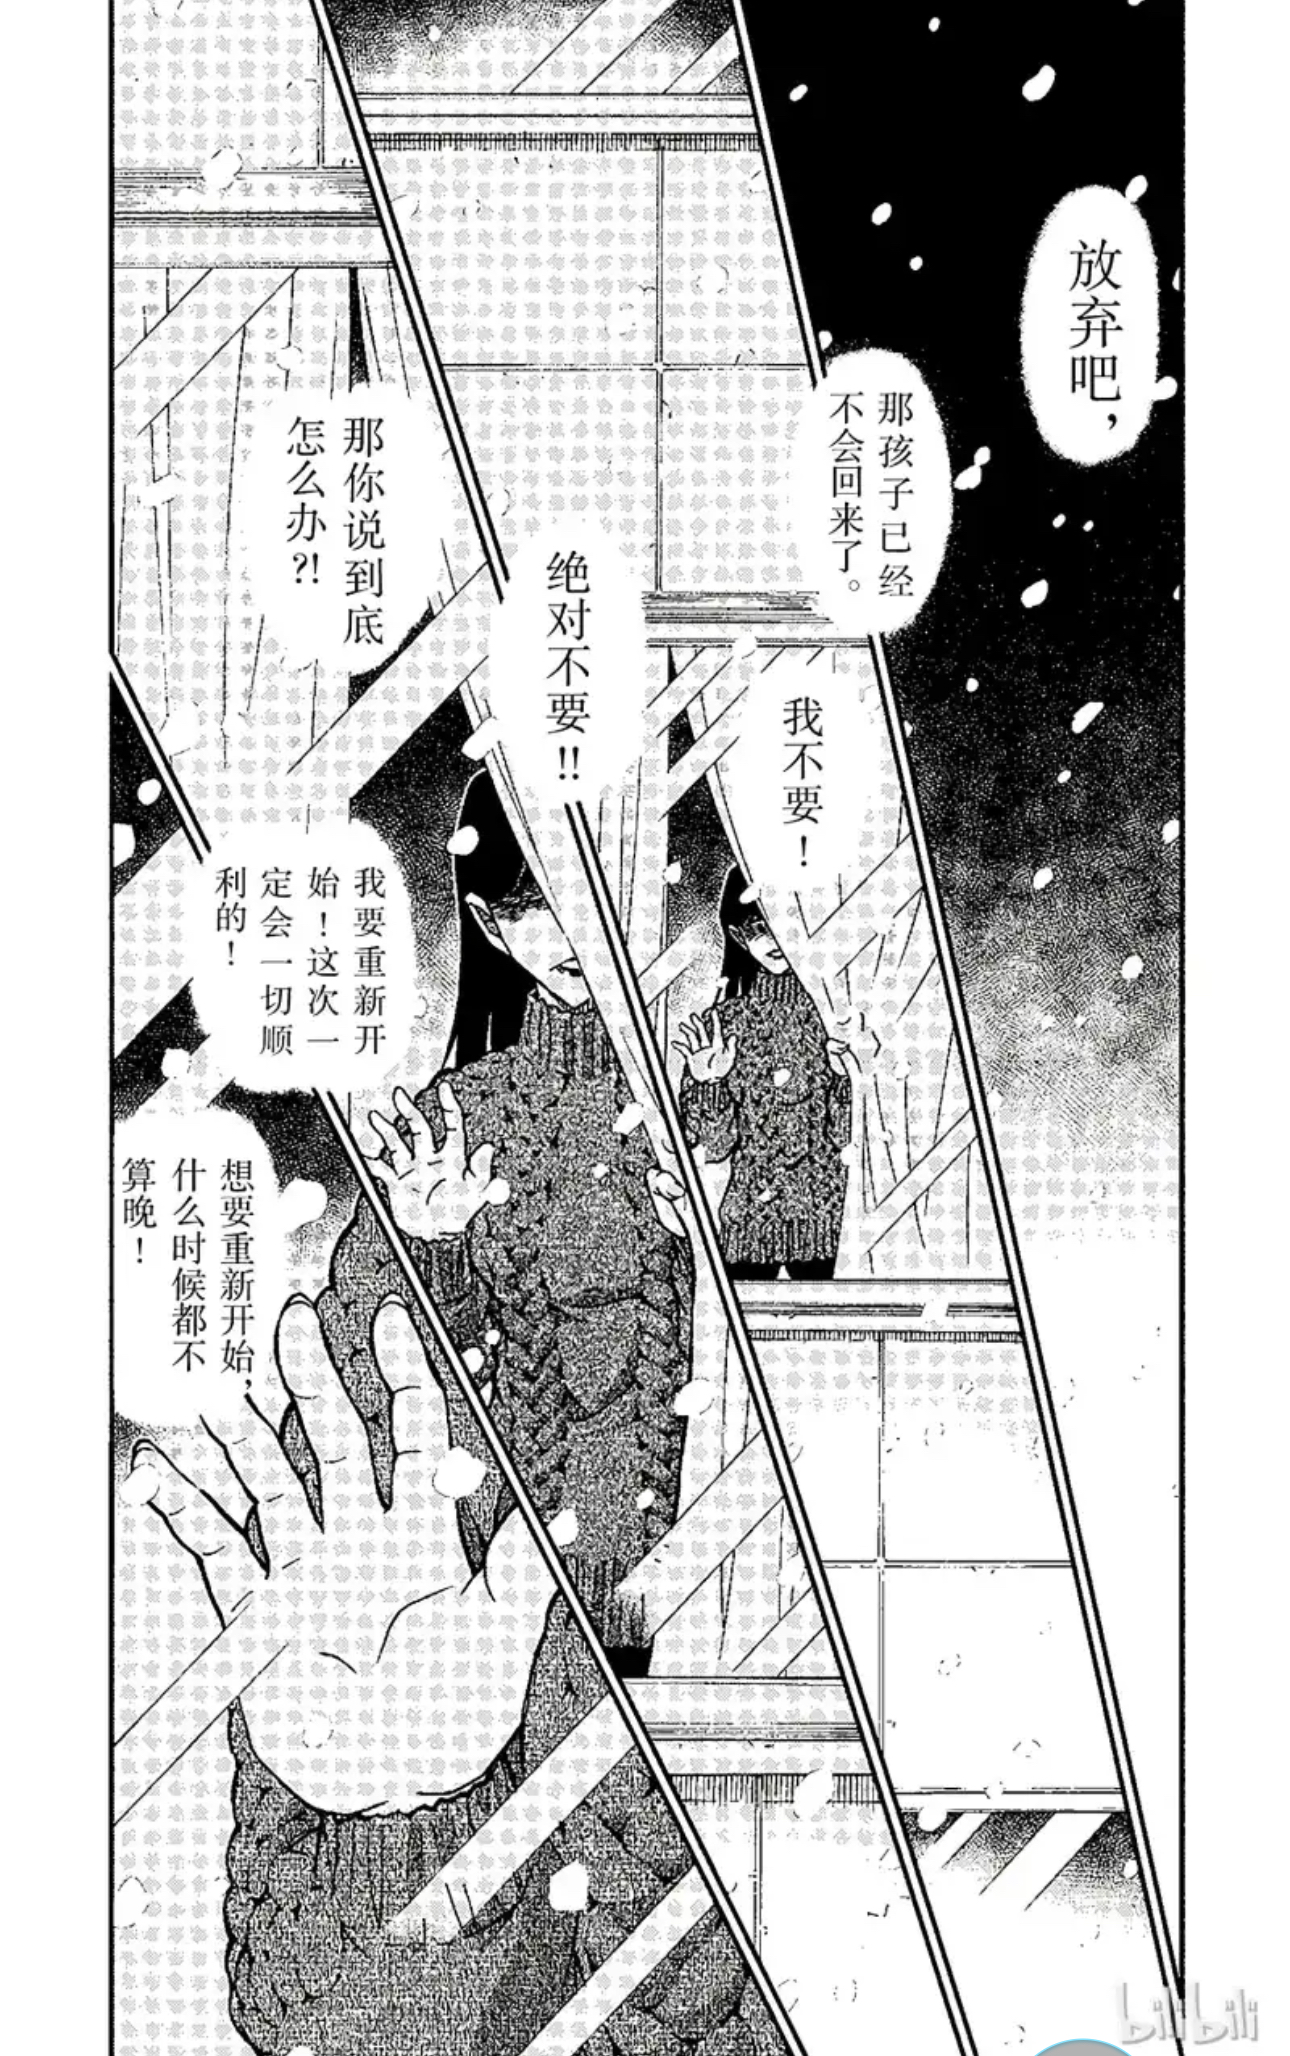 放弃吧，
那孩子已经
不会回来了。
我不要！
绝对不要!!
那你说到底
怎么办?!
我要重新开
始！这次一
定会一切顺
利的！
想要重新开始，
什么时候都不
算晚！
bilibili